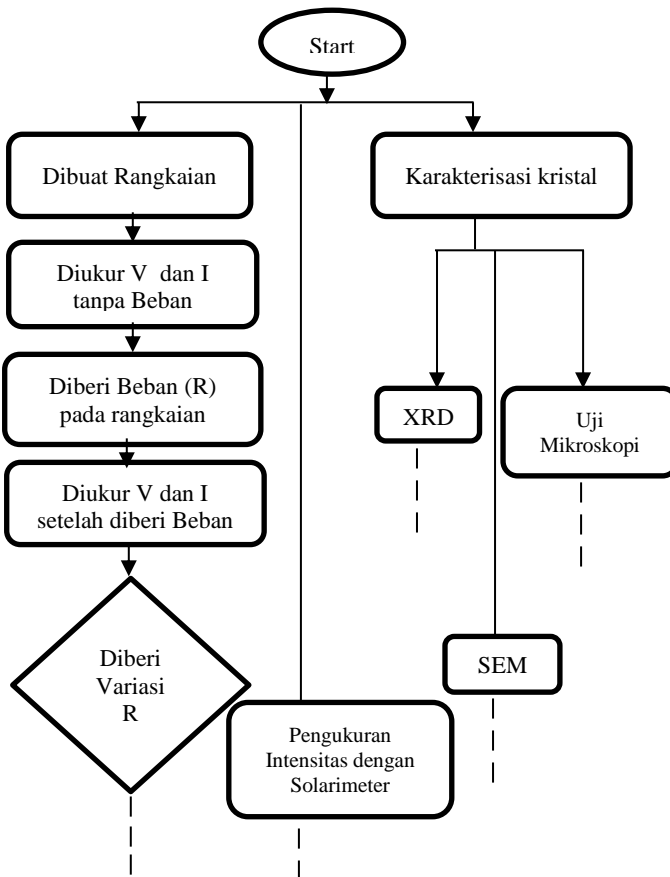 Start
Dibuat Rangkaian
Karakterisasi kristal
Diukur V dan I
tanpa Beban
Diberi Beban (R)
pada rangkaian
XRD
Uji
Mikroskopi
Diukur V dan I
setelah diberi Beban
Diberi
Variasi
R
SEM
Pengukuran
Intensitas dengan
Solarimeter